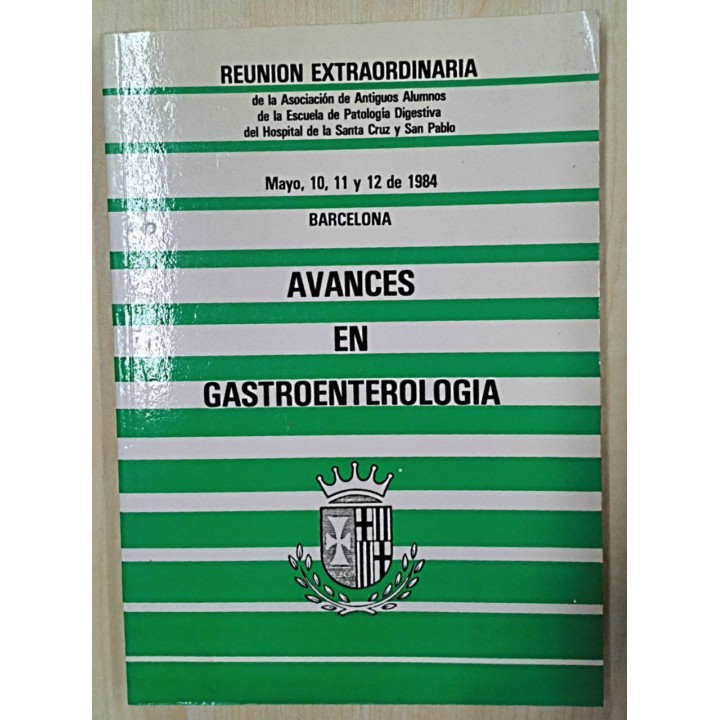 REUNION EXTRAORDINARIA
de la Asociación de Antiguos Alumnos
de la Escuela de Patología Digestiva
del Hospital de la Santa Cruz y San Pablo
Mayo, 10, 11 y 12 de 1984
BARCELONA
AVANCES
EN
GASTROENTEROLOGIA